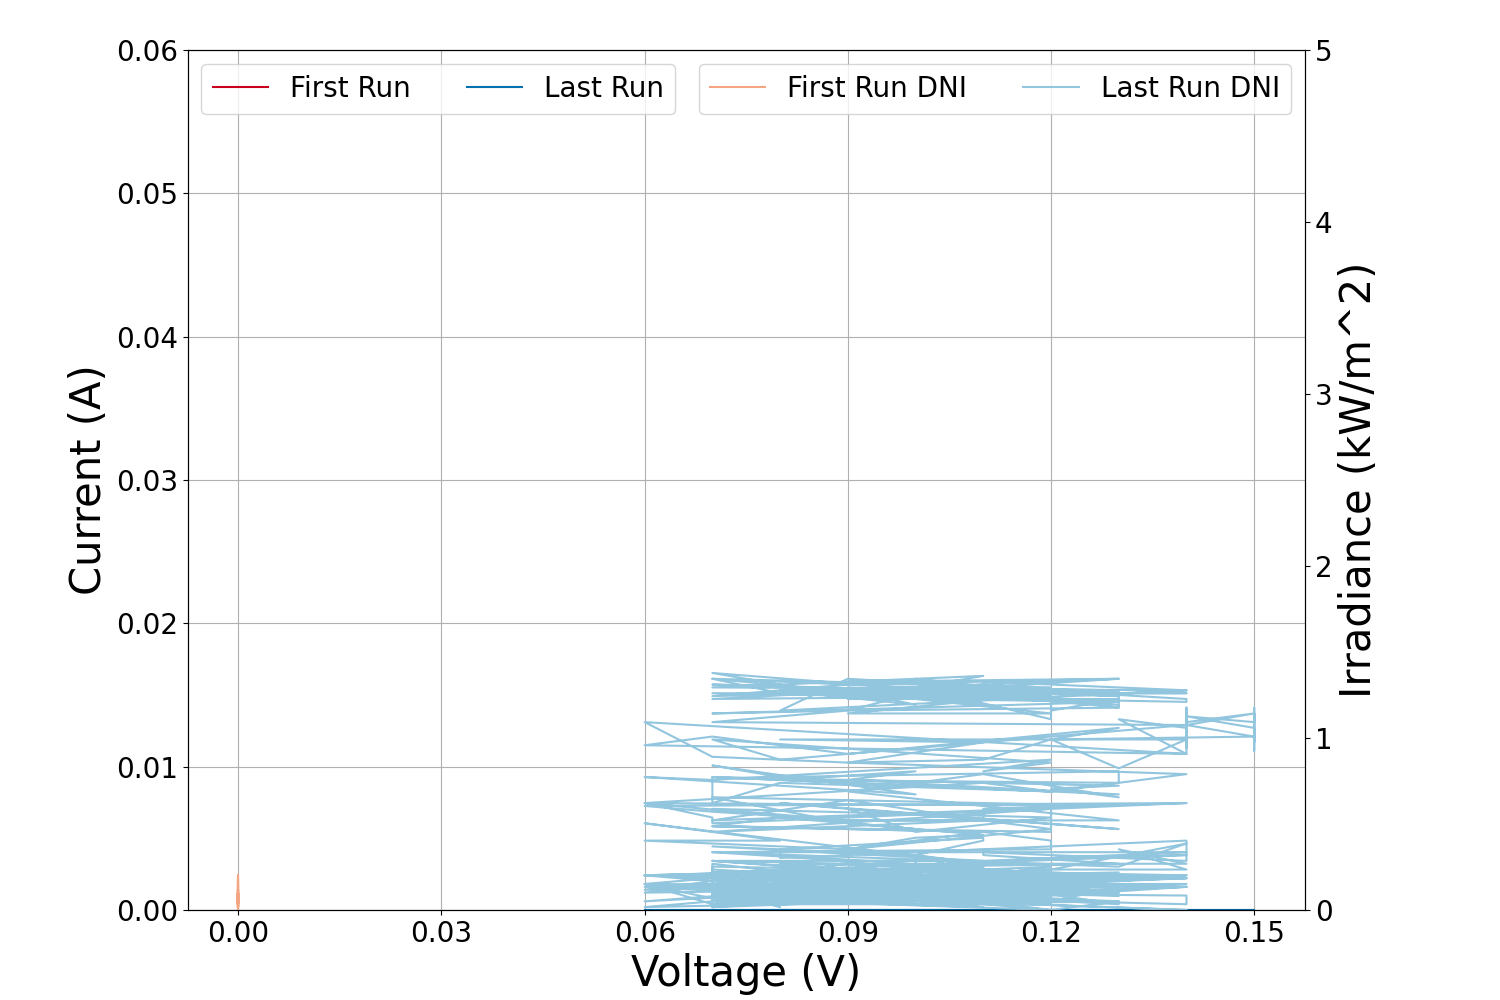 First Run
Last Run
First Run DNI
Last Run DNI
0.06
0.05
0.04
0.03
0.02
0.01
0.00
Current (A)
5
4
3
2
1
0
Irradiance (kW/m^2)
0.00
0.03
0.06
0.09
0.12
0.15
Voltage (V)